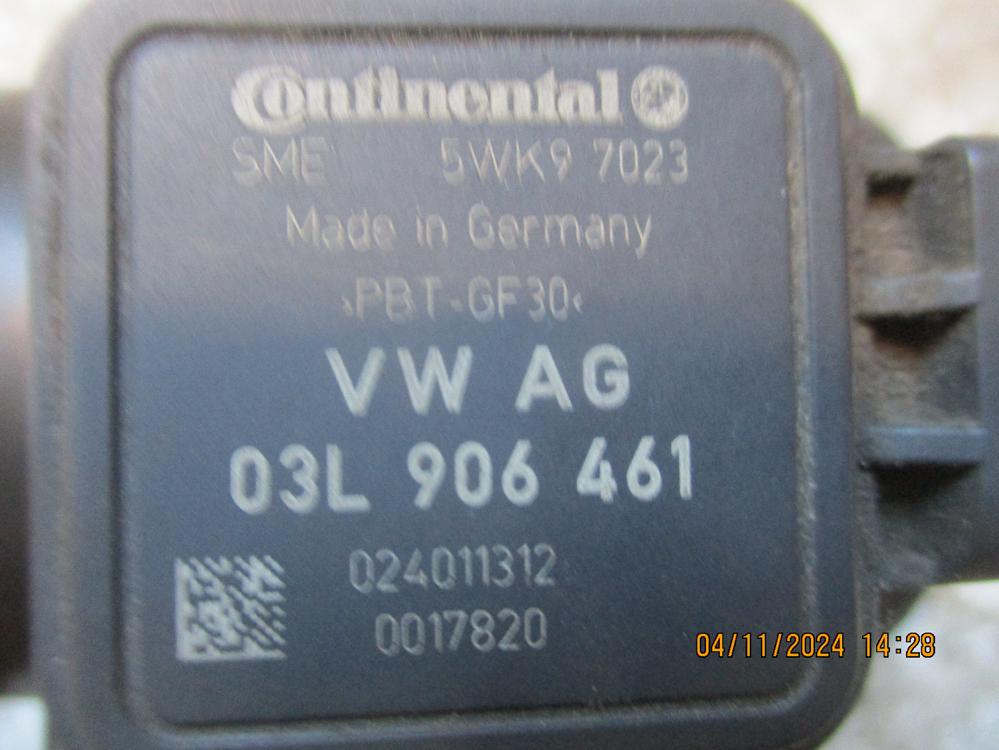 Continental
SME 5WK9 7023
Made in Germany
>PBT-GF30<
VW AG
03L 906 461
024011312
0017820
04/11/2024 14:28